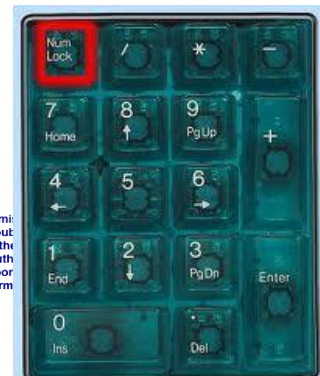 Num
Lock
/
*
-
7
Home
8
↑
9
PgUp
+
4
←
5
6
→
1
End
2
↓
3
PgDn
Enter
0
Ins
.
Del